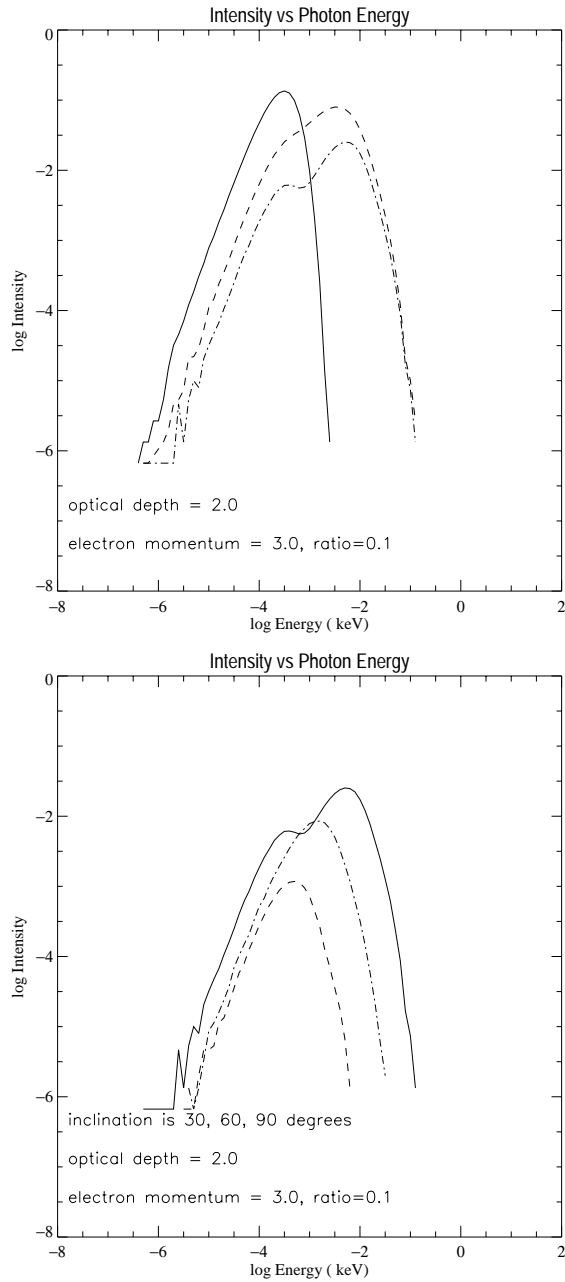 Intensity vs Photon Energy
0
−2
−4
−6
−8
log Intensity
optical depth = 2.0
electron momentum = 3.0, ratio=0.1
−8 −6 −4 −2 0 2
log Energy ( keV)
Intensity vs Photon Energy
0
−2
−4
−6
−8
log Intensity
inclination is 30, 60, 90 degrees
optical depth = 2.0
electron momentum = 3.0, ratio=0.1
−8 −6 −4 −2 0 2
log Energy ( keV)